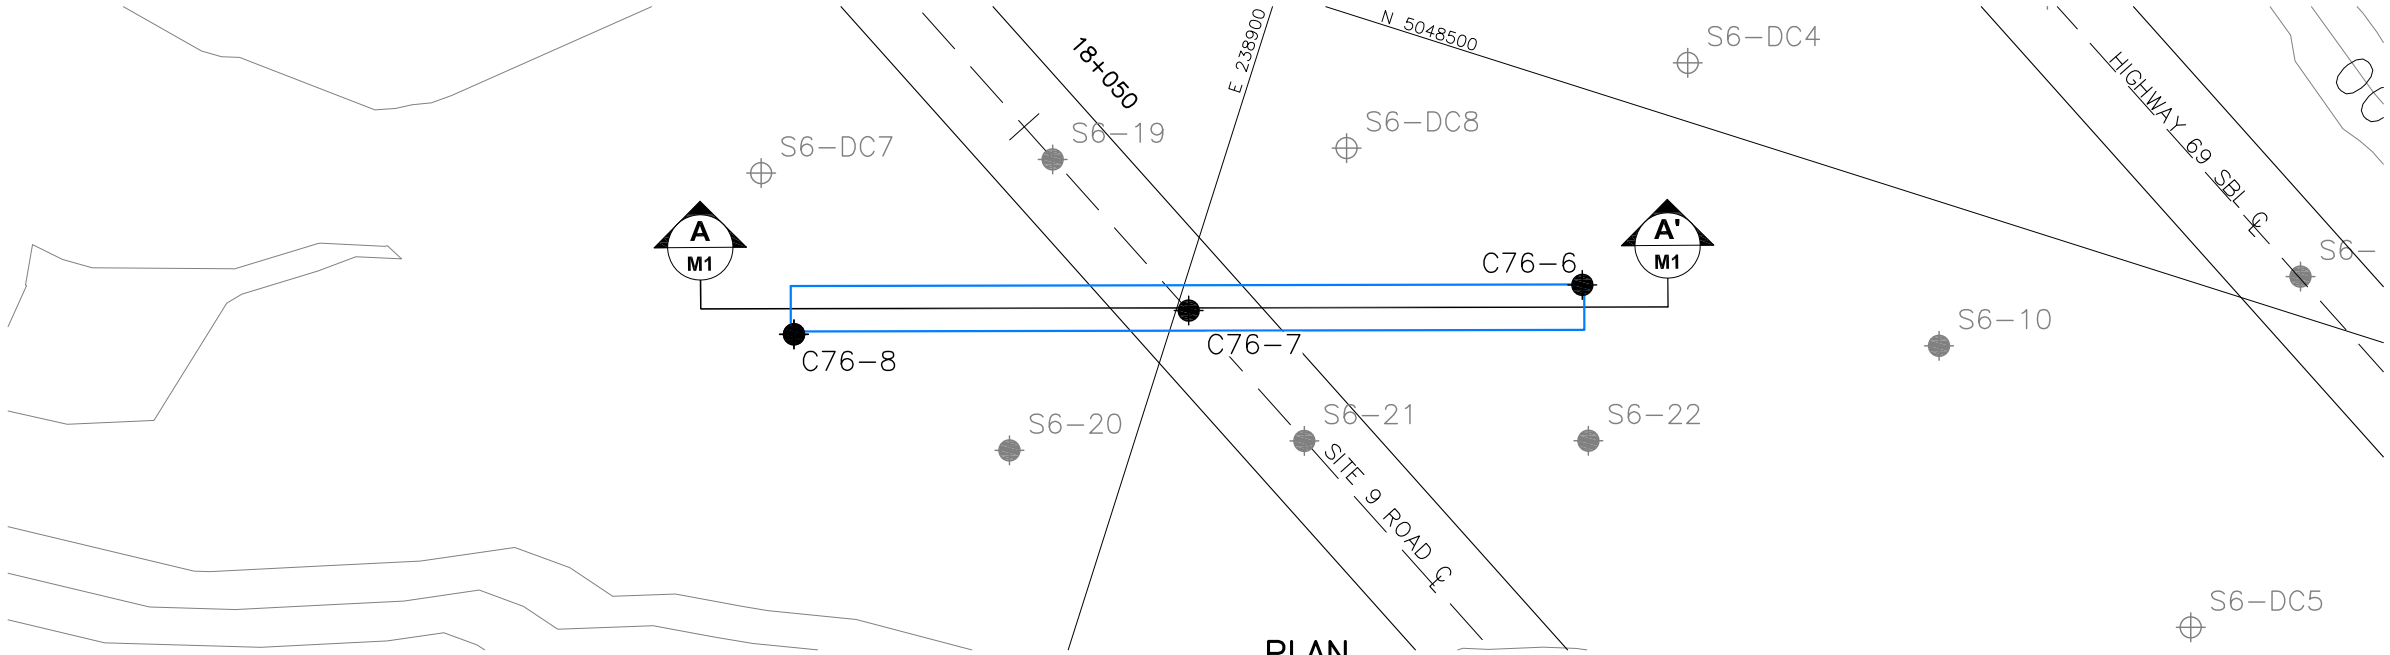 18+050
E 238900
N 5048500
S6-DC4
HIGHWAY 69 SBL ℄
S6-DC7
S6-19
S6-DC8
A
M1
A'
M1
C76-6
S6-
C76-7
C76-8
S6-10
S6-20
S6-21
S6-22
SITE 9 ROAD ℄
S6-DC5
PLAN